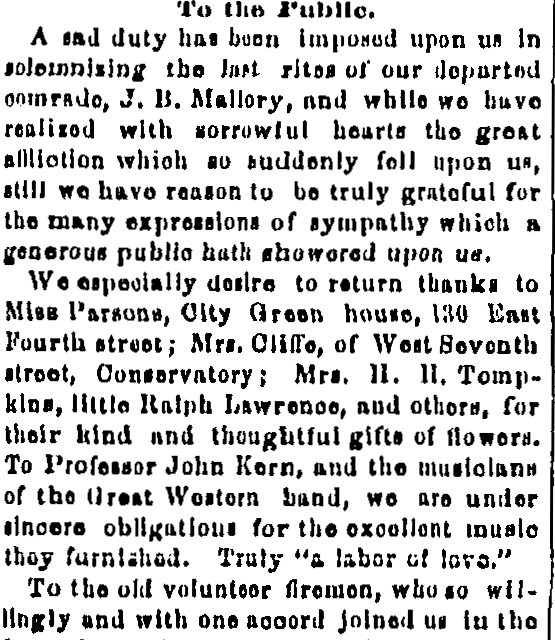 To the Public.
A sad duty has been imposed upon us in
solemnizing the last rites of our departed
comrade, J. B. Mallory, and while we have
realized with sorrowful hearts the great
affliction which so suddenly fell upon us,
still we have reason to be truly grateful for
the many expressions of sympathy which a
generous public hath showered upon us.
We especially desire to return thanks to
Miss Parsons, City Green house, 130 East
Fourth street; Mrs. Cliffe, of West Seventh
street, Conservatory; Mrs. H. H. Tomp-
kins, little Ralph Lawrence, and others, for
their kind and thoughtful gifts of flowers.
To Professor John Kern, and the musicians
of the Great Western band, we are under
sincere obligations for the excellent music
they furnished. Truly "a labor of love."
To the old volunteer firemen, who so wil-
lingly and with one accord joined us in the